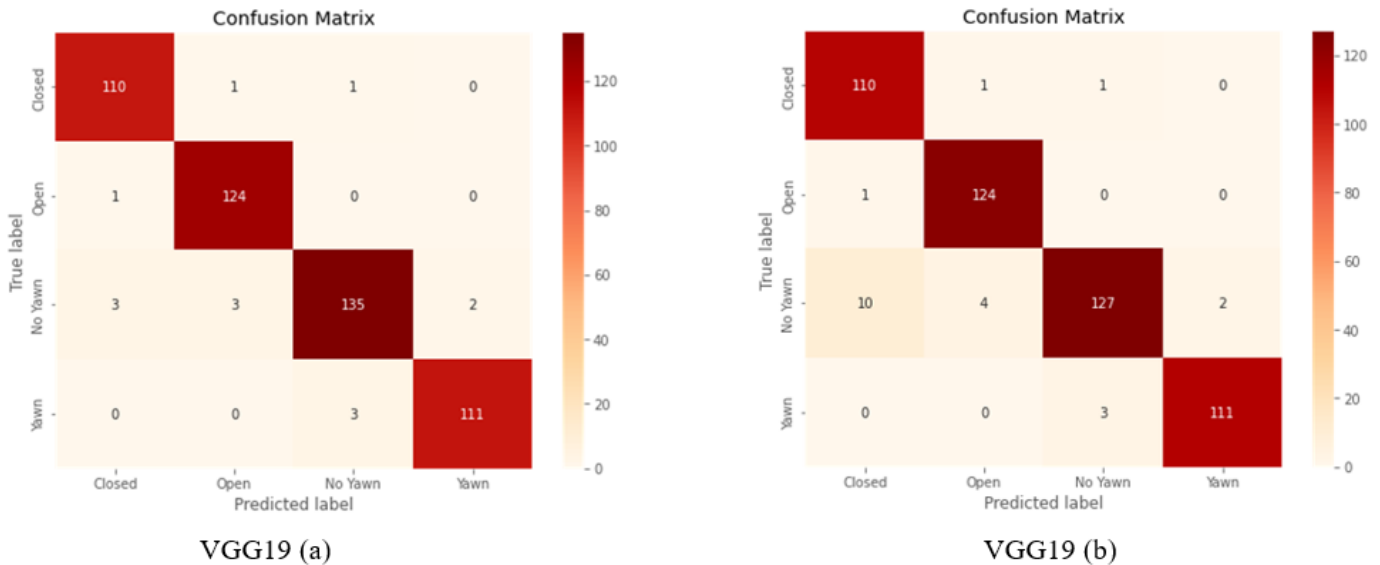 Confusion Matrix
Closed
110 1 1 0
120
100
Open
1 124 0 0
80
True label
60
No Yawn
3 3 135 2
40
20
Yawn
0 0 3 111
0
Closed Open No Yawn Yawn
Predicted label
VGG19 (a)
Confusion Matrix
Closed
110 1 1 0
120
100
Open
1 124 0 0
80
True label
60
No Yawn
10 4 127 2
40
20
Yawn
0 0 3 111
0
Closed Open No Yawn Yawn
Predicted label
VGG19 (b)